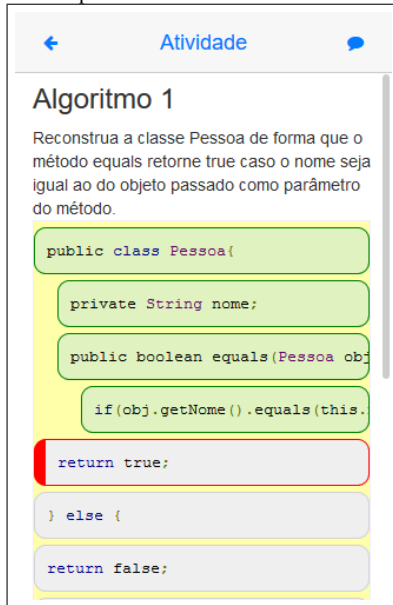 Atividade
Algoritmo 1
Reconstrua a classe Pessoa de forma que o
método equals retorne true caso o nome seja
igual ao do objeto passado como parâmetro
do método.
public class Pessoa{
private String nome;
public boolean equals(Pessoa obj
if(obj.getNome().equals(this.
return true;
} else {
return false;